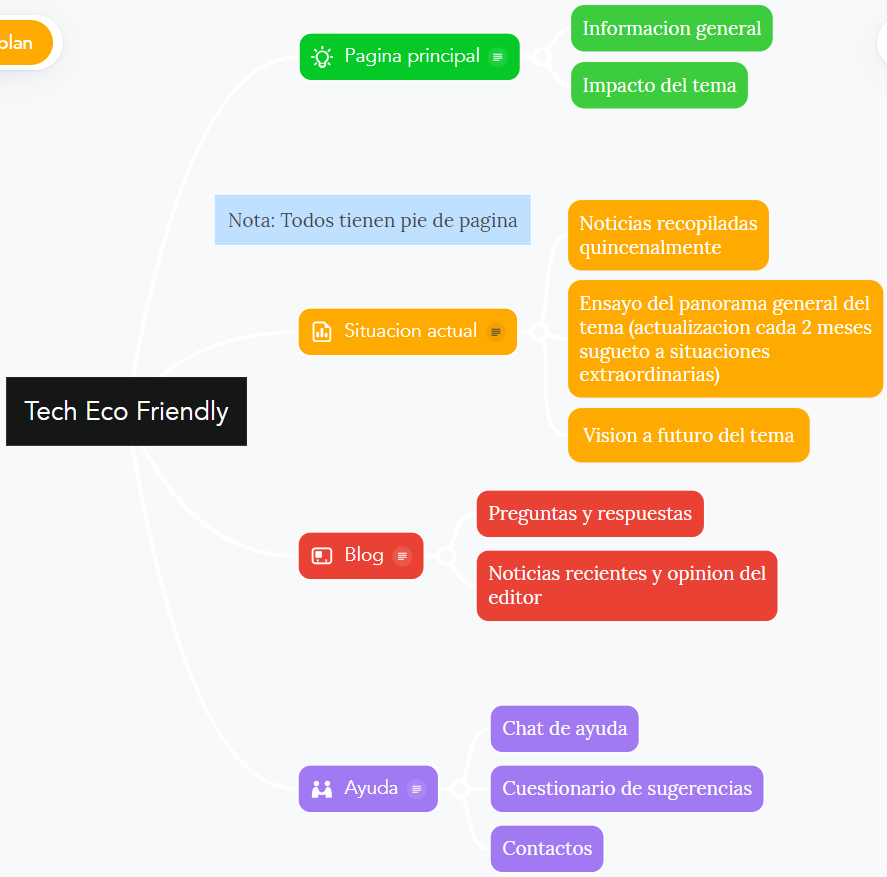 plan
Pagina principal
Informacion general
Impacto del tema
Nota: Todos tienen pie de pagina
Situacion actual
Noticias recopiladas
quincenalmente
Ensayo del panorama general del
tema (actualizacion cada 2 meses
sugueto a situaciones
extraordinarias)
Vision a futuro del tema
Tech Eco Friendly
Blog
Preguntas y respuestas
Noticias recientes y opinion del
editor
Ayuda
Chat de ayuda
Cuestionario de sugerencias
Contactos